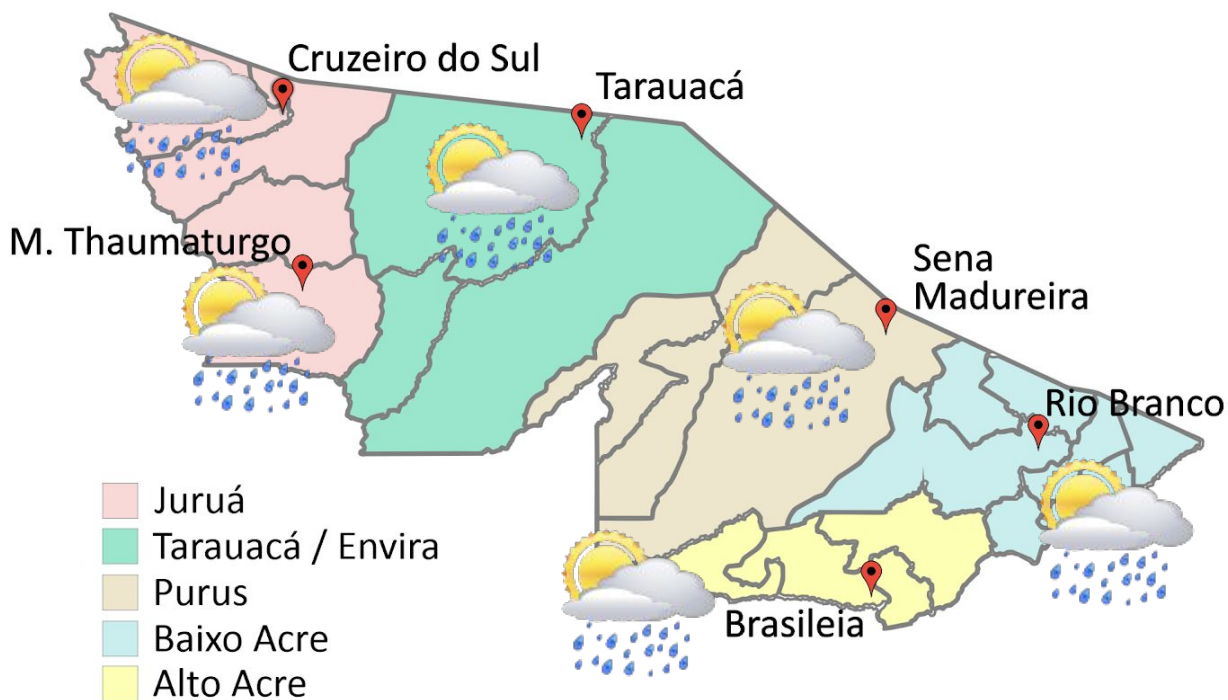 Cruzeiro do Sul
Tarauacá
M. Thaumaturgo
Sena
Madureira
Rio Branco
Brasileia
Juruá
Tarauacá / Envira
Purus
Baixo Acre
Alto Acre